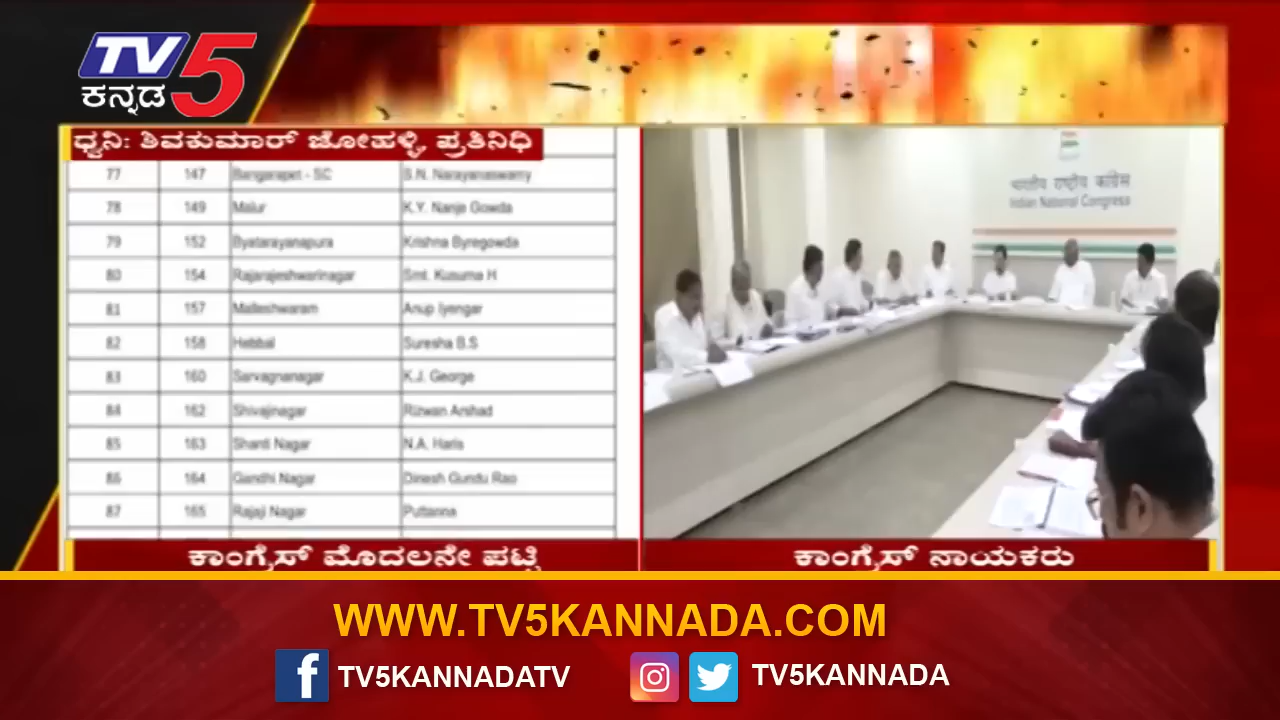 TV5
ಕನ್ನಡ
ಧ್ವನಿ: ಶಿವಕುಮಾರ್ ಜೋಹಳ್ಳಿ, ಪ್ರತಿನಿಧಿ
77 147 Bangarapet - SC S.N. Narayanaswamy
78 149 Malur K.Y. Nanje Gowda
79 152 Byatarayanapura Krishna Byregowda
80 154 Rajarajeshwarinagar Smt. Kusuma H
81 157 Malleshwaram Anup Iyengar
82 158 Hebbal Suresha B.S
83 160 Sarvagnanagar K.J. George
84 162 Shivajinagar Rizwan Arshad
85 163 Shanti Nagar N.A. Haris
86 164 Gandhi Nagar Dinesh Gundu Rao
87 165 Rajaji Nagar Puttanna
भारतीय राष्ट्रीय कांग्रेस
Indian National Congress
ಕಾಂಗ್ರೆಸ್ ಮೊದಲನೇ ಪಟ್ಟಿ
ಕಾಂಗ್ರೆಸ್ ನಾಯಕರು
WWW.TV5KANNADA.COM
TV5KANNADATV
TV5KANNADA